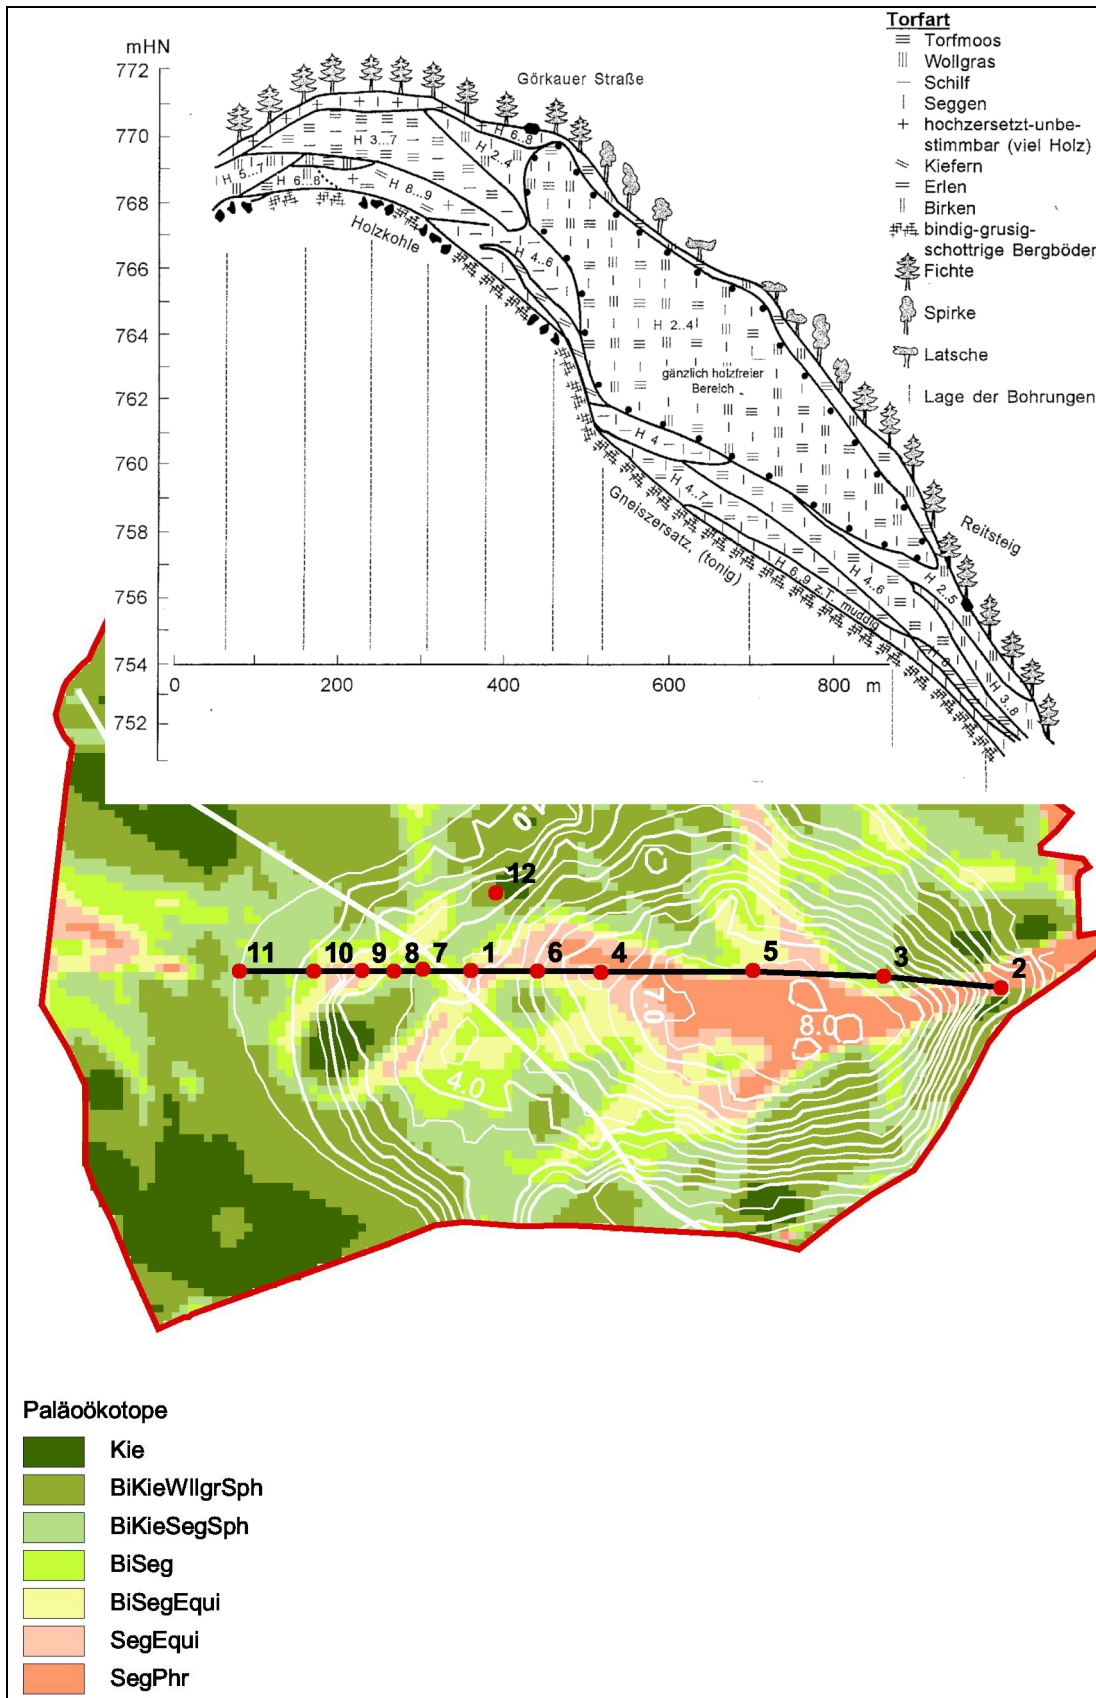 mHN
772
770
768
766
764
762
760
758
756
754
752
0
200
400
600
800 m
Görkauer Straße
H 3...7
H 5...7
H 6...8
H 8...9
H 2..4
H 6..8
H 4..6
Holzkohle
H 2..4
gänzlich holzfreier
Bereich
H 4
H 4..7
Gneiszersatz, (tonig)
H 6..9 z.T. muddig
H 4..6
H 2..5
H 6
H 3..8
Reitsteig
Torfart
Torfmoos
Wollgras
Schilf
Seggen
hochzersetzt-unbe-
stimmbar (viel Holz)
Kiefern
Erlen
Birken
bindig-grusig-
schottrige Bergböden
Fichte
Spirke
Latsche
Lage der Bohrungen
1.0
12
11
10
9
8
7
1
6
4
5
3
2
7.0
8.0
4.0
Paläoökotope
Kie
BiKieWllgrSph
BiKieSegSph
BiSeg
BiSegEqui
SegEqui
SegPhr